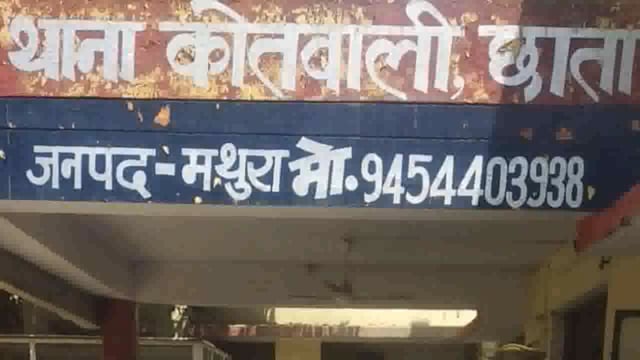 थाना कोतवाली, छाता
जनपद-मथुरा मो.9454403938